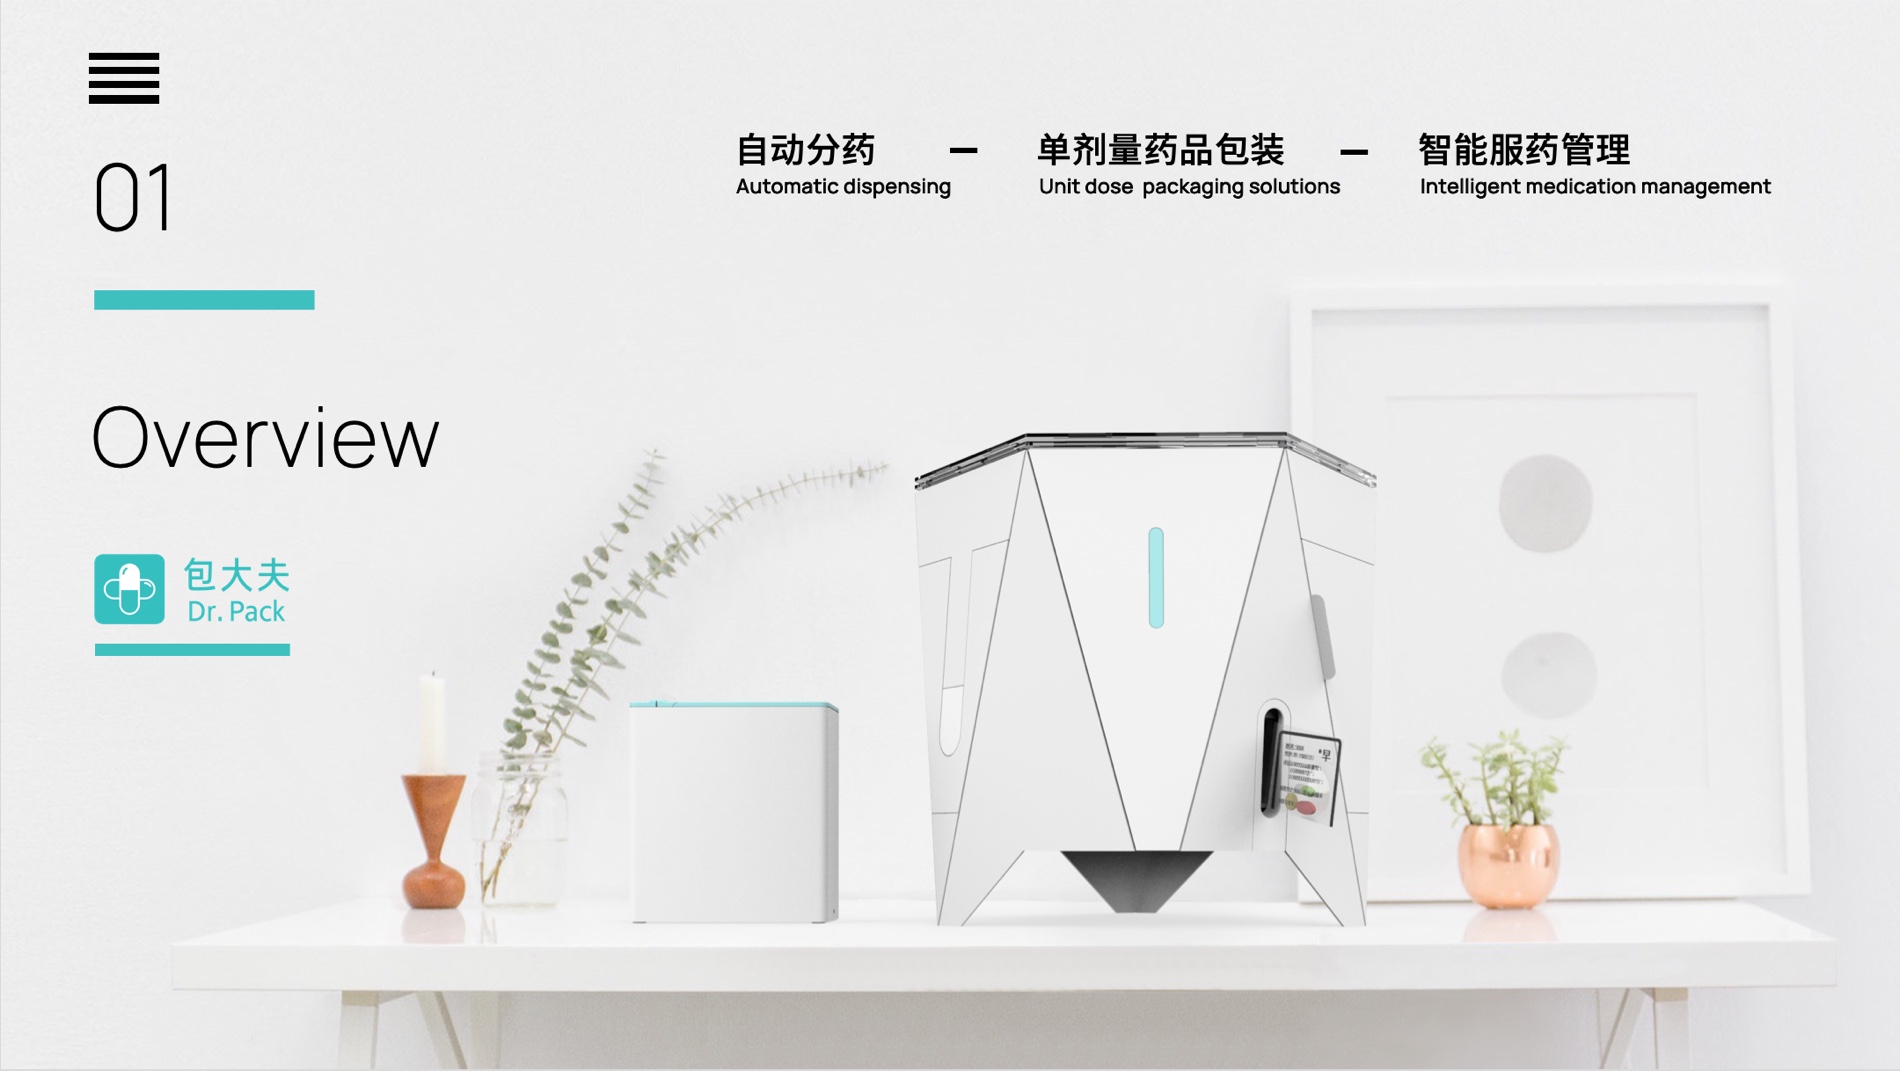 01
Overview
包大夫
Dr. Pack
自动分药 – 单剂量药品包装 – 智能服药管理
Automatic dispensing Unit dose packaging solutions Intelligent medication management
早